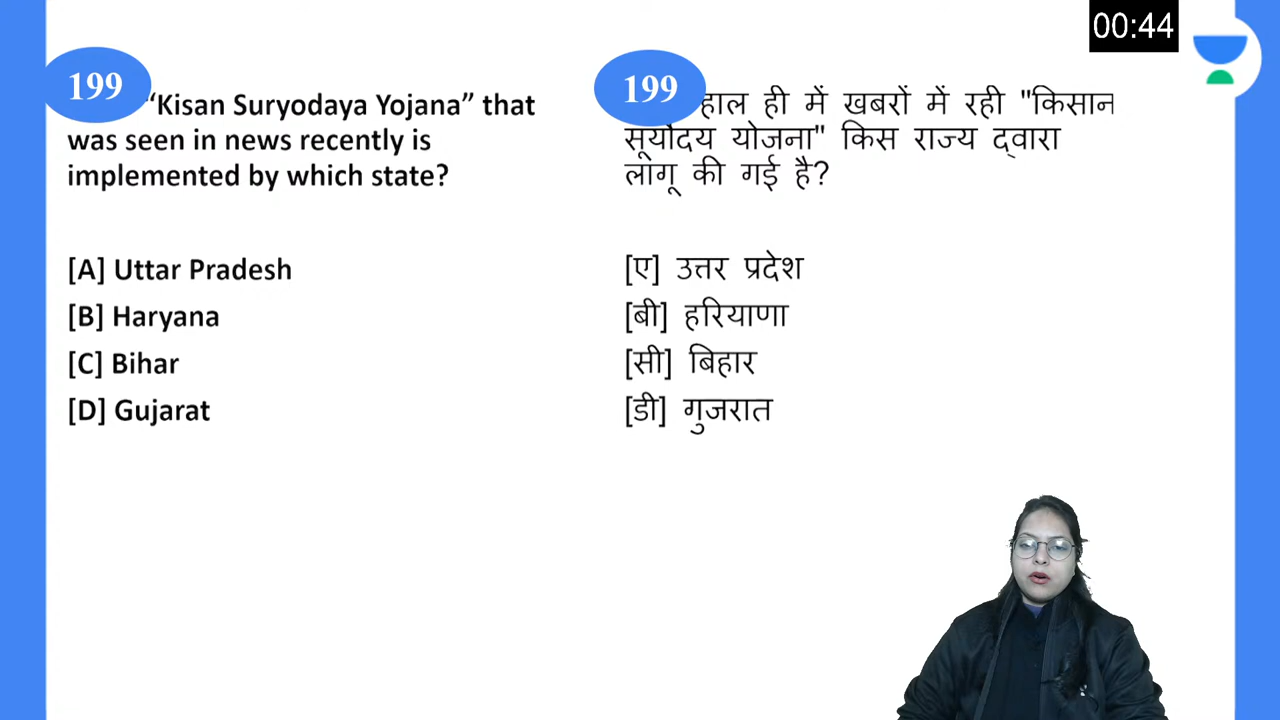 00:44
199
“Kisan Suryodaya Yojana” that
was seen in news recently is
implemented by which state?
[A] Uttar Pradesh
[B] Haryana
[C] Bihar
[D] Gujarat
199
हाल ही में खबरों में रही "किसान
सूर्योदय योजना" किस राज्य द्वारा
लागू की गई है?
[ए] उत्तर प्रदेश
[बी] हरियाणा
[सी] बिहार
[डी] गुजरात